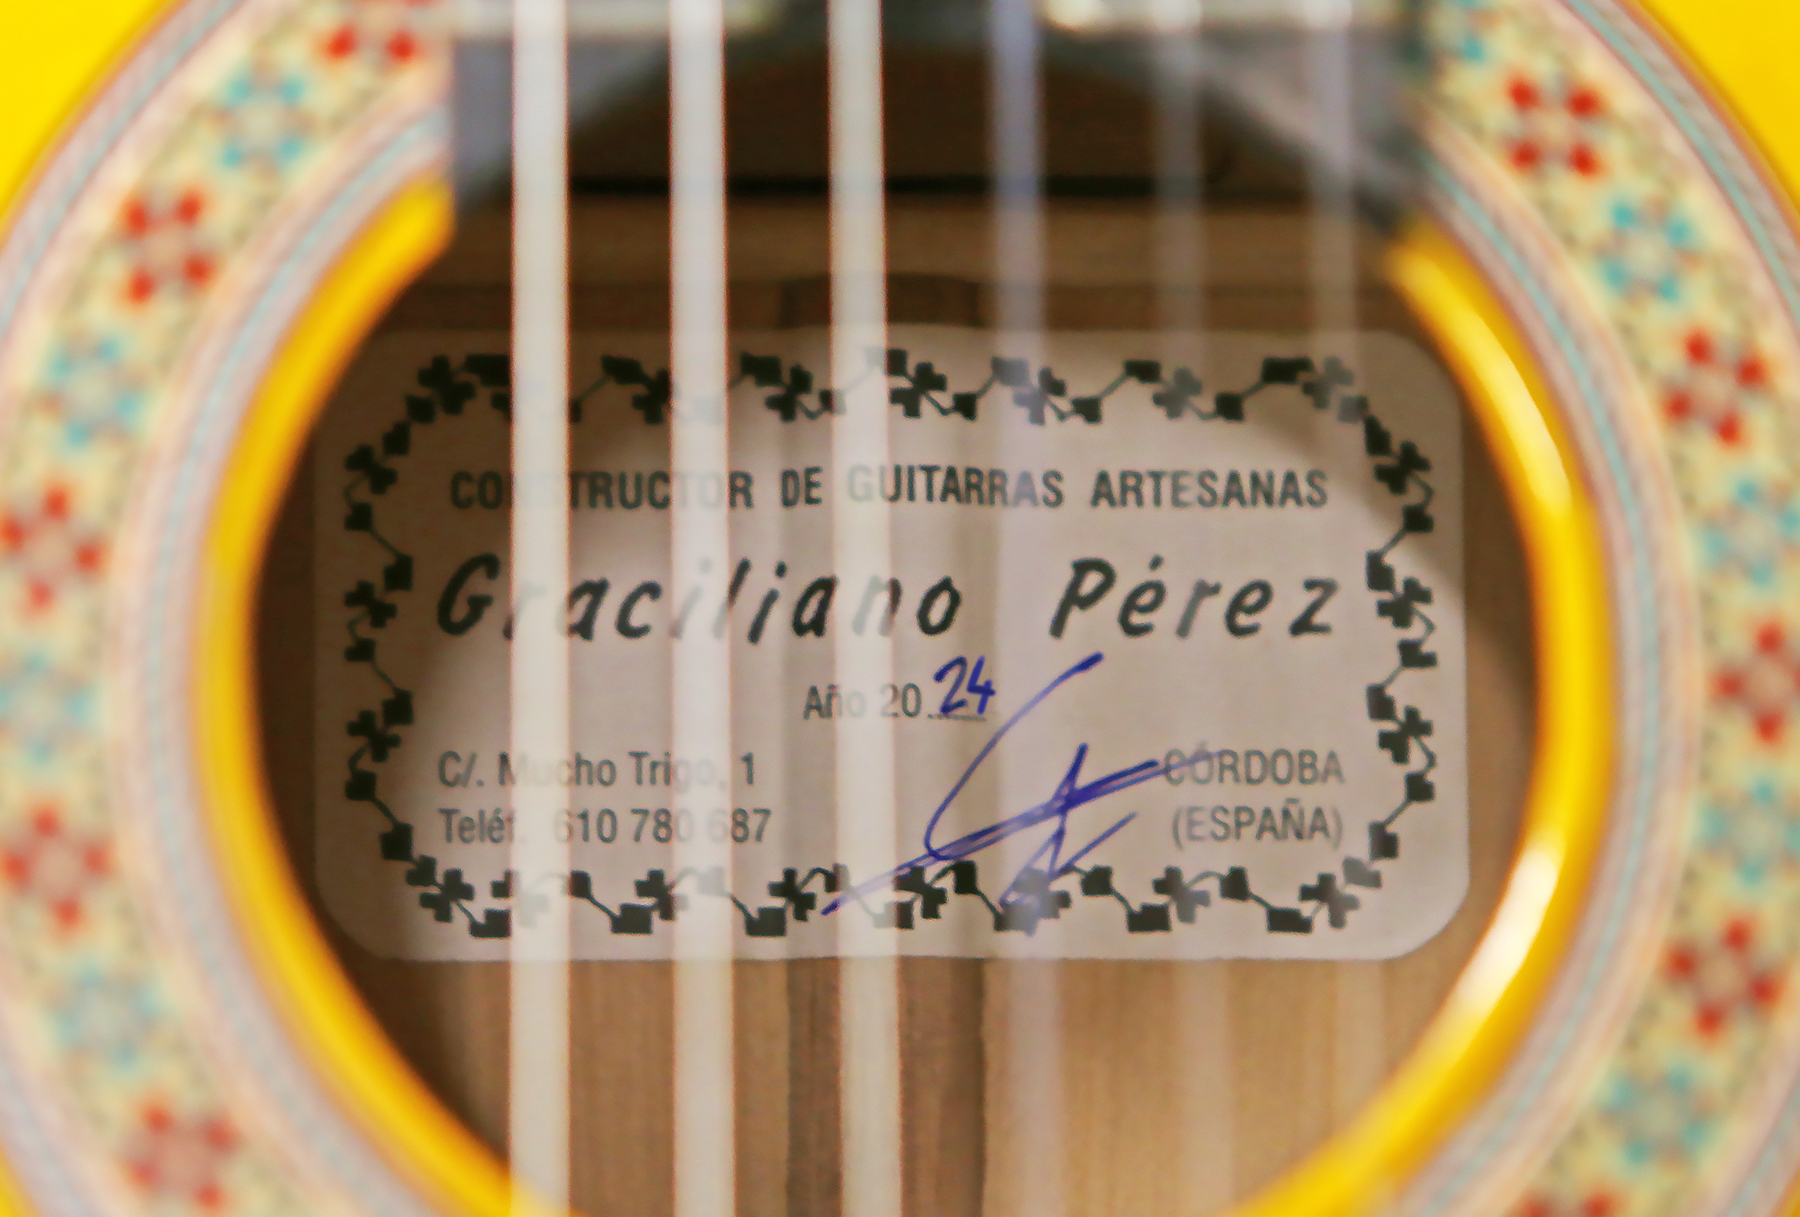 CONSTRUCTOR DE GUITARRAS ARTESANAS
Graciliano Pérez
Año 20 24
C/. Mucho Trigo, 1
CÓRDOBA
Teléf. 610 780 687
(ESPAÑA)